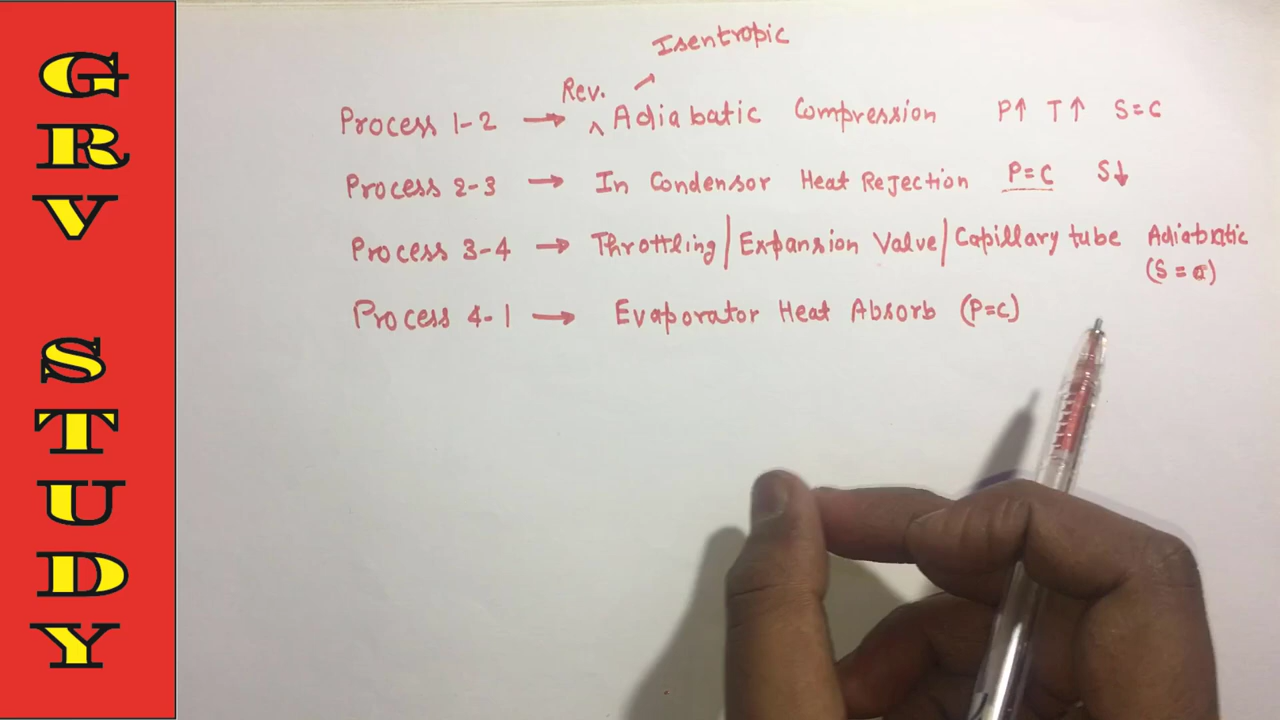 GRV STUDY
Isentropic
Rev.
Process 1-2 → ^ Adiabatic Compression P↑ T↑ S=C
Process 2-3 → In Condensor Heat Rejection P=C S↓
Process 3-4 → Throttling/Expansion Valve/Capillary tube Adiabatic
(S = )
Process 4-1 → Evaporator Heat Absorb (P=C)